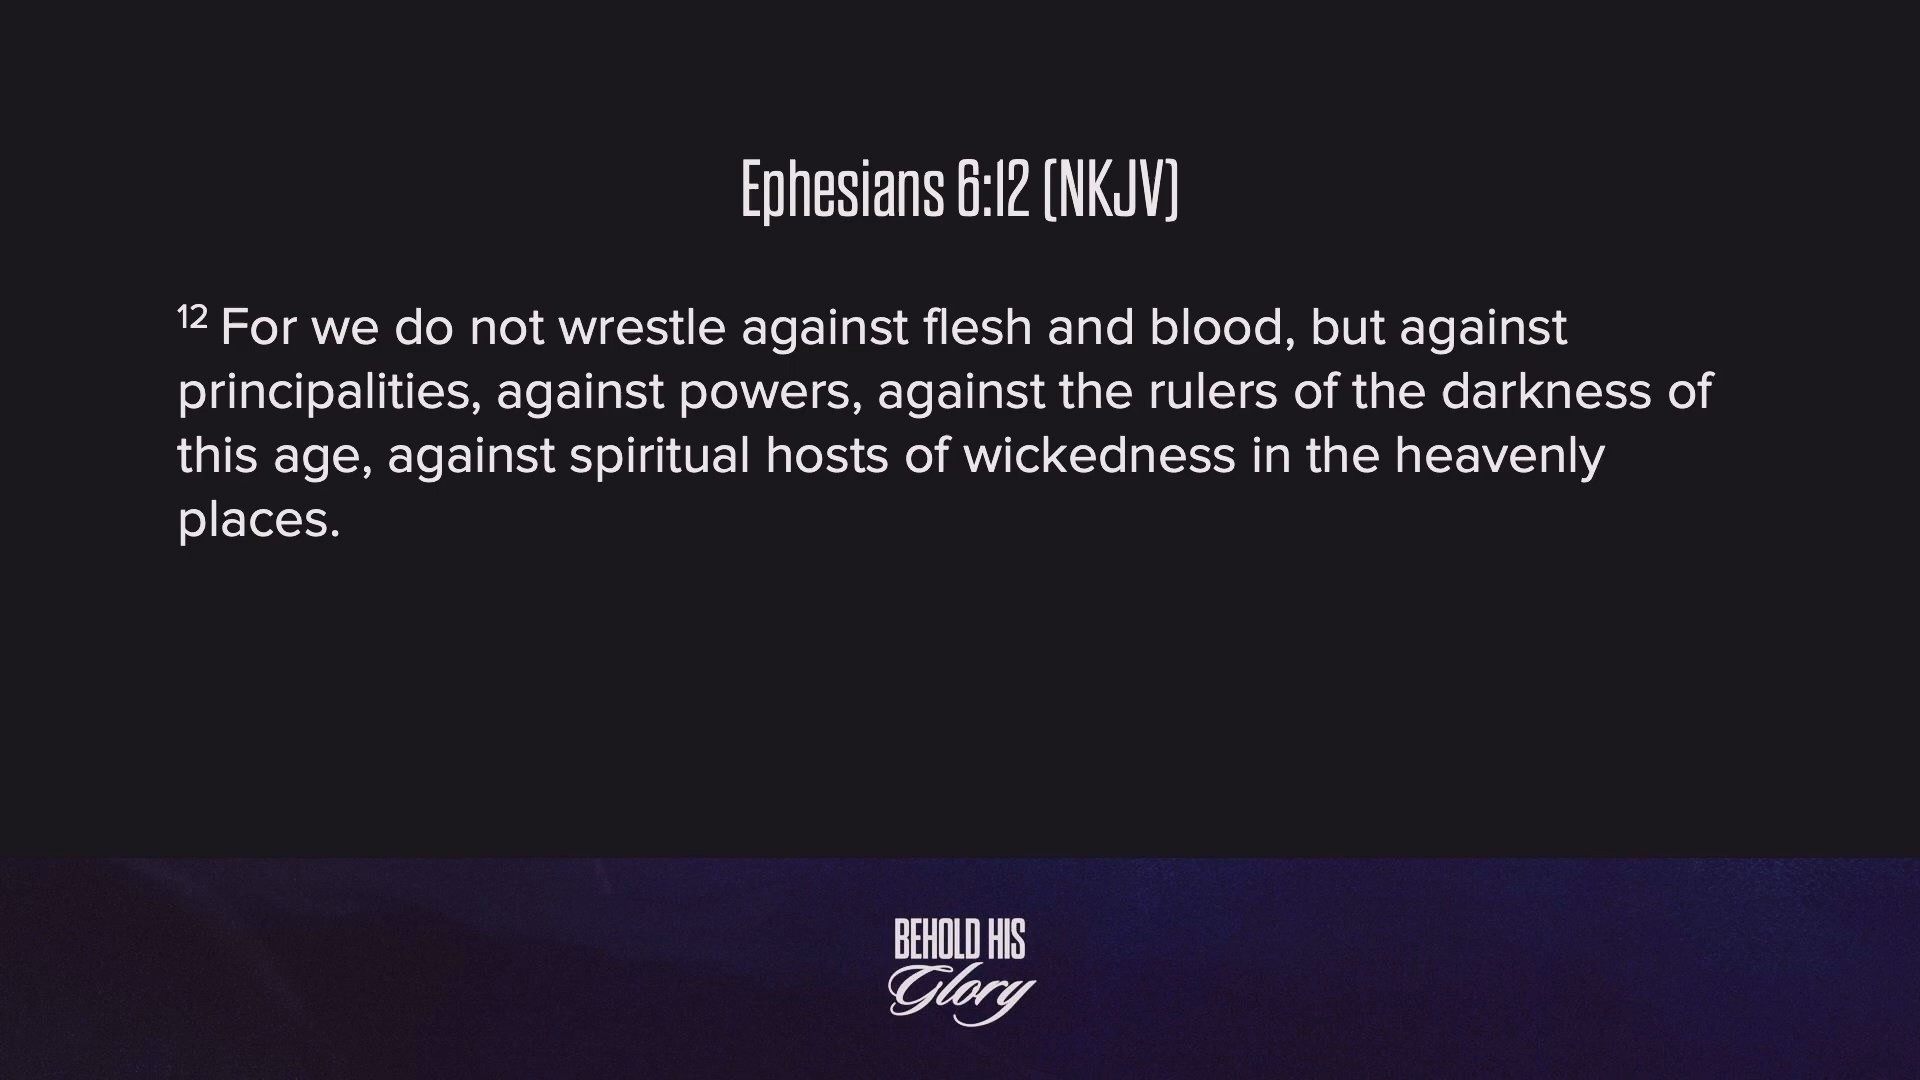 Ephesians 6:12 (NKJV)
12 For we do not wrestle against flesh and blood, but against
principalities, against powers, against the rulers of the darkness of
this age, against spiritual hosts of wickedness in the heavenly
places.
BEHOLD HIS
Glory